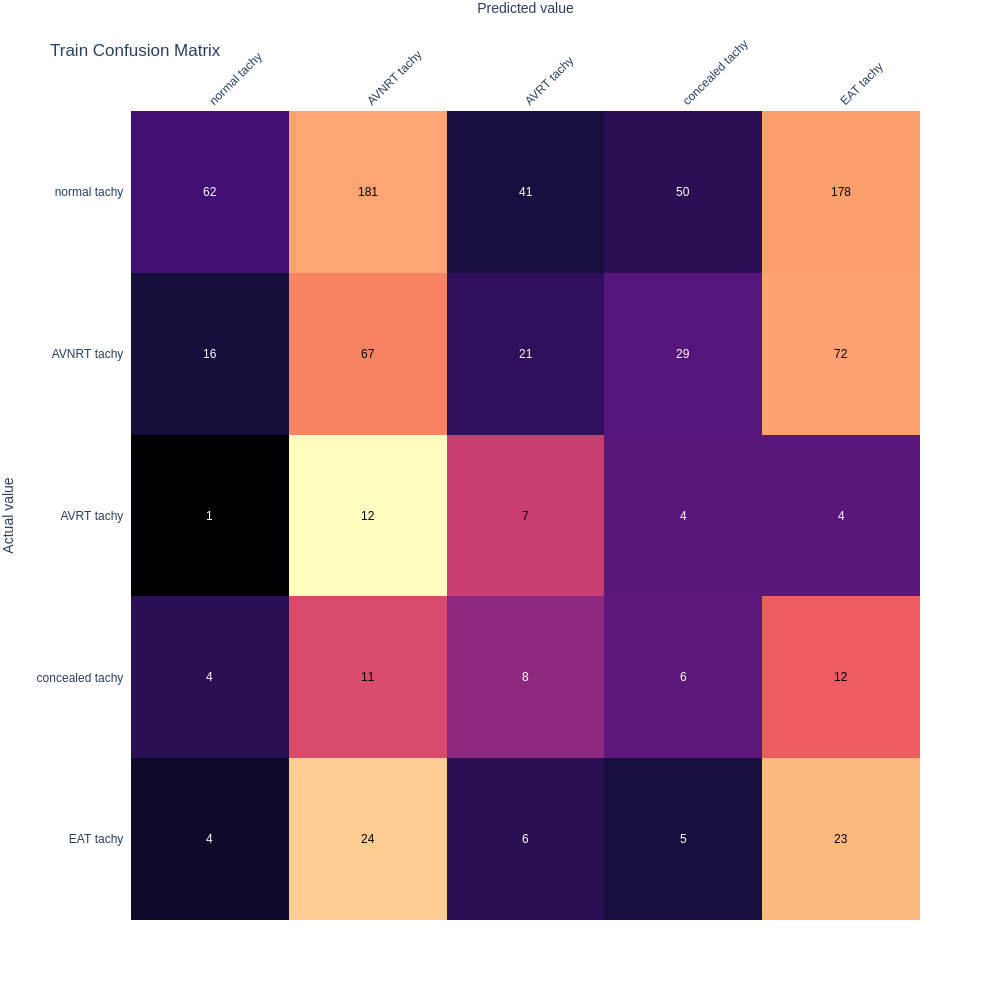 Predicted value
Train Confusion Matrix
normal tachy
AVNRT tachy
AVRT tachy
concealed tachy
EAT tachy
Actual value
normal tachy 62 181 41 50 178
AVNRT tachy 16 67 21 29 72
AVRT tachy 1 12 7 4 4
concealed tachy 4 11 8 6 12
EAT tachy 4 24 6 5 23